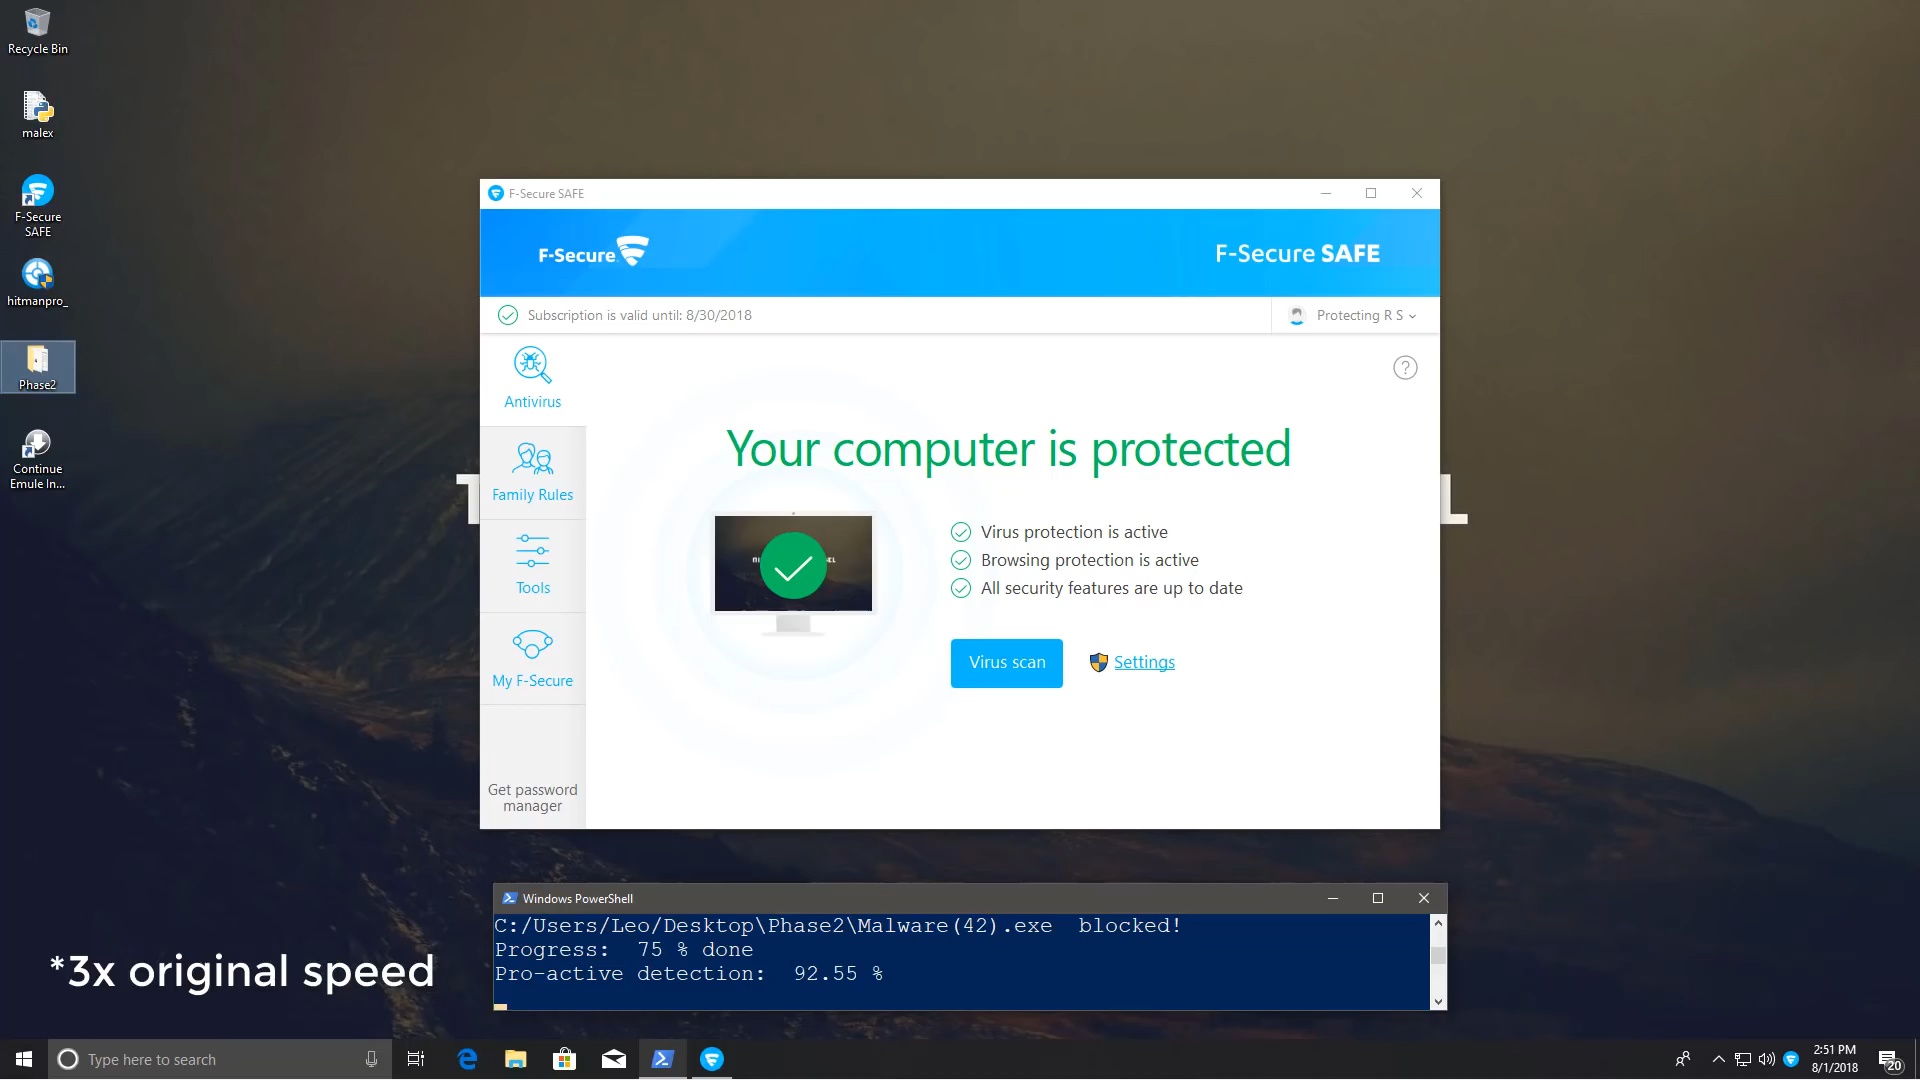 Recycle Bin
malex
F-Secure
SAFE
hitmanpro_
Phase2
Continue
Emule In...
F-Secure SAFE
F-Secure
F-Secure SAFE
Subscription is valid until: 8/30/2018
Protecting R S
Antivirus
Family Rules
Tools
My F-Secure
Get password
manager
?
Your computer is protected
Virus protection is active
Browsing protection is active
All security features are up to date
Virus scan
Settings
T
L
Windows PowerShell
C:/Users/Leo/Desktop\Phase2\Malware(42).exe  blocked!
Progress:  75 % done
Pro-active detection:  92.55 %
*3x original speed
Type here to search
2:51 PM
8/1/2018
20